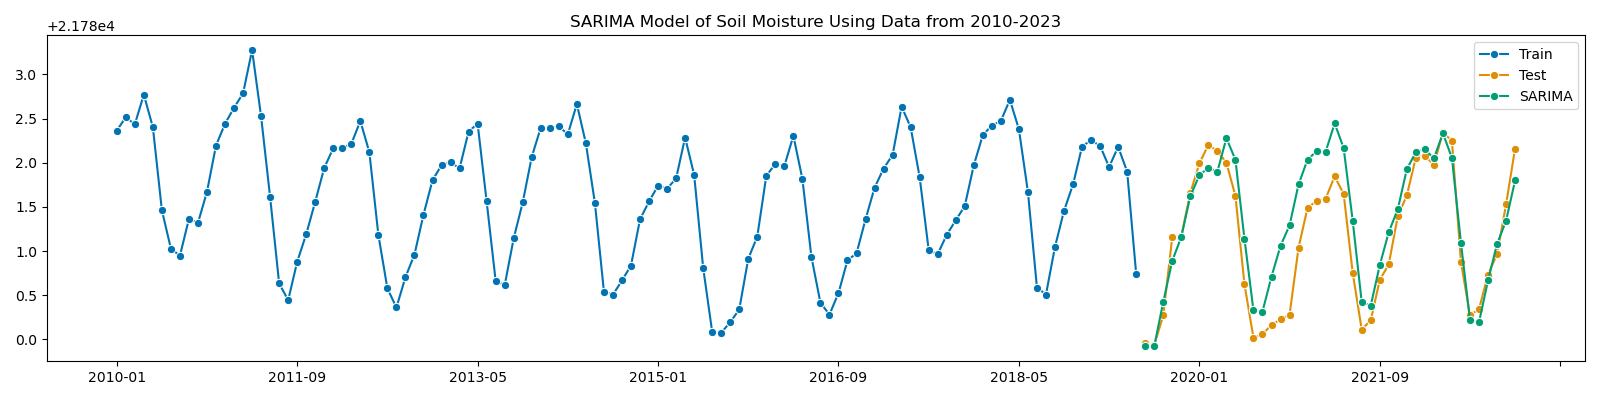 SARIMA Model of Soil Moisture Using Data from 2010-2023
+2.178e4
Train
Test
SARIMA
3.0
2.5
2.0
1.5
1.0
0.5
0.0
2010-01 2011-09 2013-05 2015-01 2016-09 2018-05 2020-01 2021-09